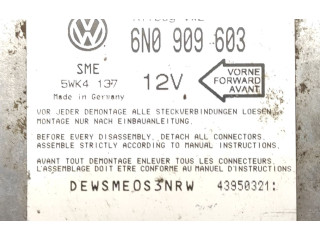 6N0 909 603
SME
5WK4 137
12V
VORNE
FORWARD
AVANT
Made in Germany
VOR JEDER DEMONTAGE ALLE STECKVERBINDUNGEN LOESEN
MONTAGE NUR NACH EINBAUANLEITUNG.
BEFORE EVERY DISASSEMBLY, DETACH ALL CONNECTORS.
ASSEMBLE STRICTLY ACCORDING TO MANUAL INSTRUCTIONS.
AVANT TOUT DEMONTAGE ENLEVER TOUS LES CONNECTEURS.
L'ASSEMBLAGE DOIT ÊTRE CONFORME AU MANUEL D'INSTRUCTIONS
DEWSMEOS3NRW 43950321: